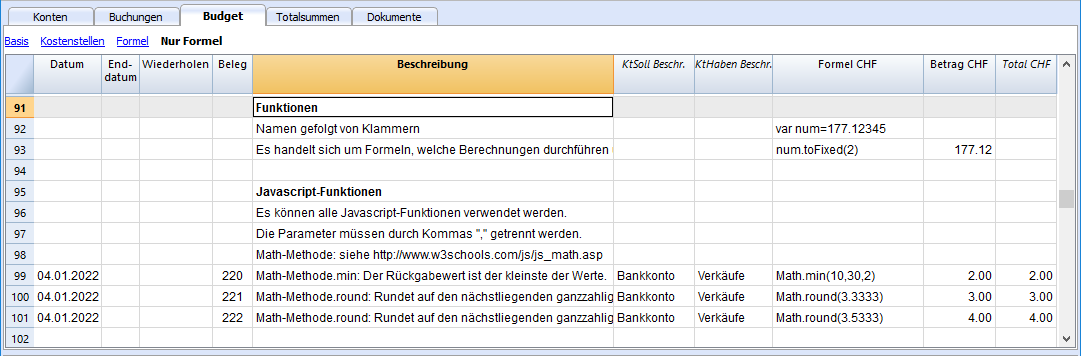 Konten Buchungen Budget Totalsummen Dokumente
Basis Kostenstellen Formel Nur Formel
Datum End-datum Wiederholen Beleg Beschreibung KtSoll Beschr. KtHaben Beschr. Formel CHF Betrag CHF Total CHF
91 Funktionen
92 Namen gefolgt von Klammern var num=177.12345
93 Es handelt sich um Formeln, welche Berechnungen durchführen num.toFixed(2) 177.12
94
95 Javascript-Funktionen
96 Es können alle Javascript-Funktionen verwendet werden.
97 Die Parameter müssen durch Kommas "," getrennt werden.
98 Math-Methode: siehe http://www.w3schools.com/js/js_math.asp
99 04.01.2022 220 Math-Methode.min: Der Rückgabewert ist der kleinste der Werte. Bankkonto Verkäufe Math.min(10,30,2) 2.00 2.00
100 04.01.2022 221 Math-Methode.round: Rundet auf den nächstliegenden ganzzahlig Bankkonto Verkäufe Math.round(3.3333) 3.00 3.00
101 04.01.2022 222 Math-Methode.round: Rundet auf den nächstliegenden ganzzahlig Bankkonto Verkäufe Math.round(3.5333) 4.00 4.00
102